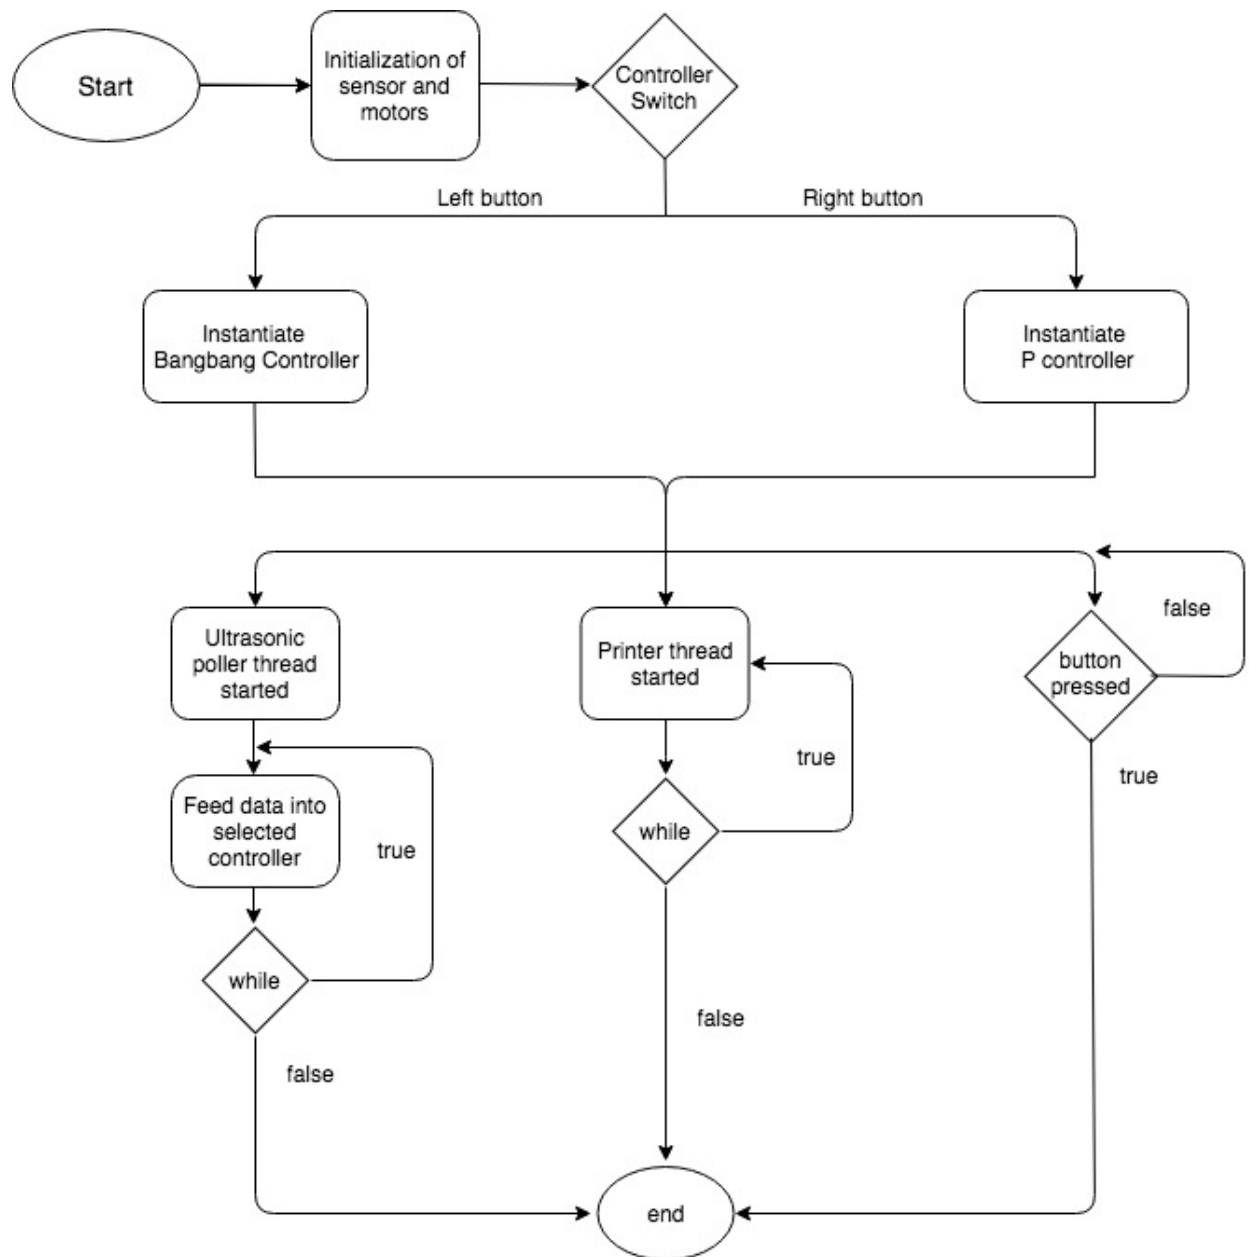 Start
Initialization of
sensor and
motors
Controller
Switch
Left button
Right button
Instantiate
Bangbang Controller
Instantiate
P controller
Ultrasonic
poller thread
started
Printer thread
started
false
button
pressed
true
true
Feed data into
selected
controller
true
while
while
false
false
end